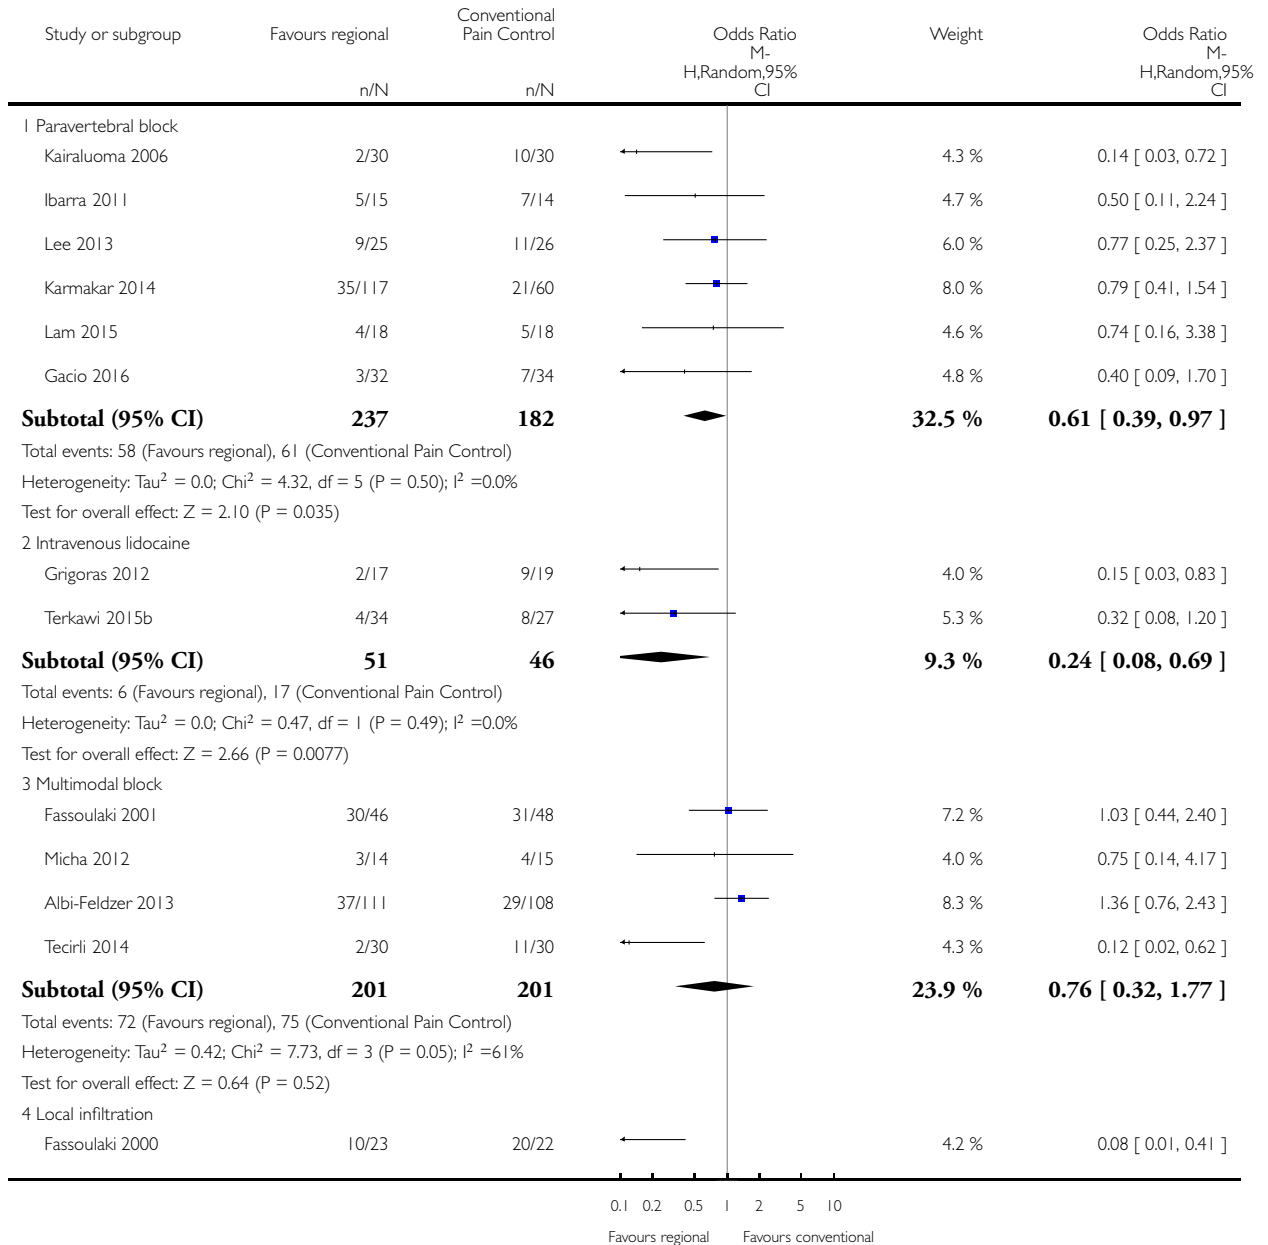 Study or subgroup Favours regional Conventional Pain Control Odds Ratio Weight Odds Ratio
M-H,Random,95% CI M-H,Random,95% CI
n/N n/N
1 Paravertebral block
Kairaluoma 2006 2/30 10/30 4.3 % 0.14 [ 0.03, 0.72 ]
Ibarra 2011 5/15 7/14 4.7 % 0.50 [ 0.11, 2.24 ]
Lee 2013 9/25 11/26 6.0 % 0.77 [ 0.25, 2.37 ]
Karmakar 2014 35/117 21/60 8.0 % 0.79 [ 0.41, 1.54 ]
Lam 2015 4/18 5/18 4.6 % 0.74 [ 0.16, 3.38 ]
Gacio 2016 3/32 7/34 4.8 % 0.40 [ 0.09, 1.70 ]
Subtotal (95% CI) 237 182 32.5 % 0.61 [ 0.39, 0.97 ]
Total events: 58 (Favours regional), 61 (Conventional Pain Control)
Heterogeneity: Tau² = 0.0; Chi² = 4.32, df = 5 (P = 0.50); I² =0.0%
Test for overall effect: Z = 2.10 (P = 0.035)
2 Intravenous lidocaine
Grigoras 2012 2/17 9/19 4.0 % 0.15 [ 0.03, 0.83 ]
Terkawi 2015b 4/34 8/27 5.3 % 0.32 [ 0.08, 1.20 ]
Subtotal (95% CI) 51 46 9.3 % 0.24 [ 0.08, 0.69 ]
Total events: 6 (Favours regional), 17 (Conventional Pain Control)
Heterogeneity: Tau² = 0.0; Chi² = 0.47, df = 1 (P = 0.49); I² =0.0%
Test for overall effect: Z = 2.66 (P = 0.0077)
3 Multimodal block
Fassoulaki 2001 30/46 31/48 7.2 % 1.03 [ 0.44, 2.40 ]
Micha 2012 3/14 4/15 4.0 % 0.75 [ 0.14, 4.17 ]
Albi-Feldzer 2013 37/111 29/108 8.3 % 1.36 [ 0.76, 2.43 ]
Tecirli 2014 2/30 11/30 4.3 % 0.12 [ 0.02, 0.62 ]
Subtotal (95% CI) 201 201 23.9 % 0.76 [ 0.32, 1.77 ]
Total events: 72 (Favours regional), 75 (Conventional Pain Control)
Heterogeneity: Tau² = 0.42; Chi² = 7.73, df = 3 (P = 0.05); I² =61%
Test for overall effect: Z = 0.64 (P = 0.52)
4 Local infiltration
Fassoulaki 2000 10/23 20/22 4.2 % 0.08 [ 0.01, 0.41 ]
0.1 0.2 0.5 1 2 5 10
Favours regional Favours conventional